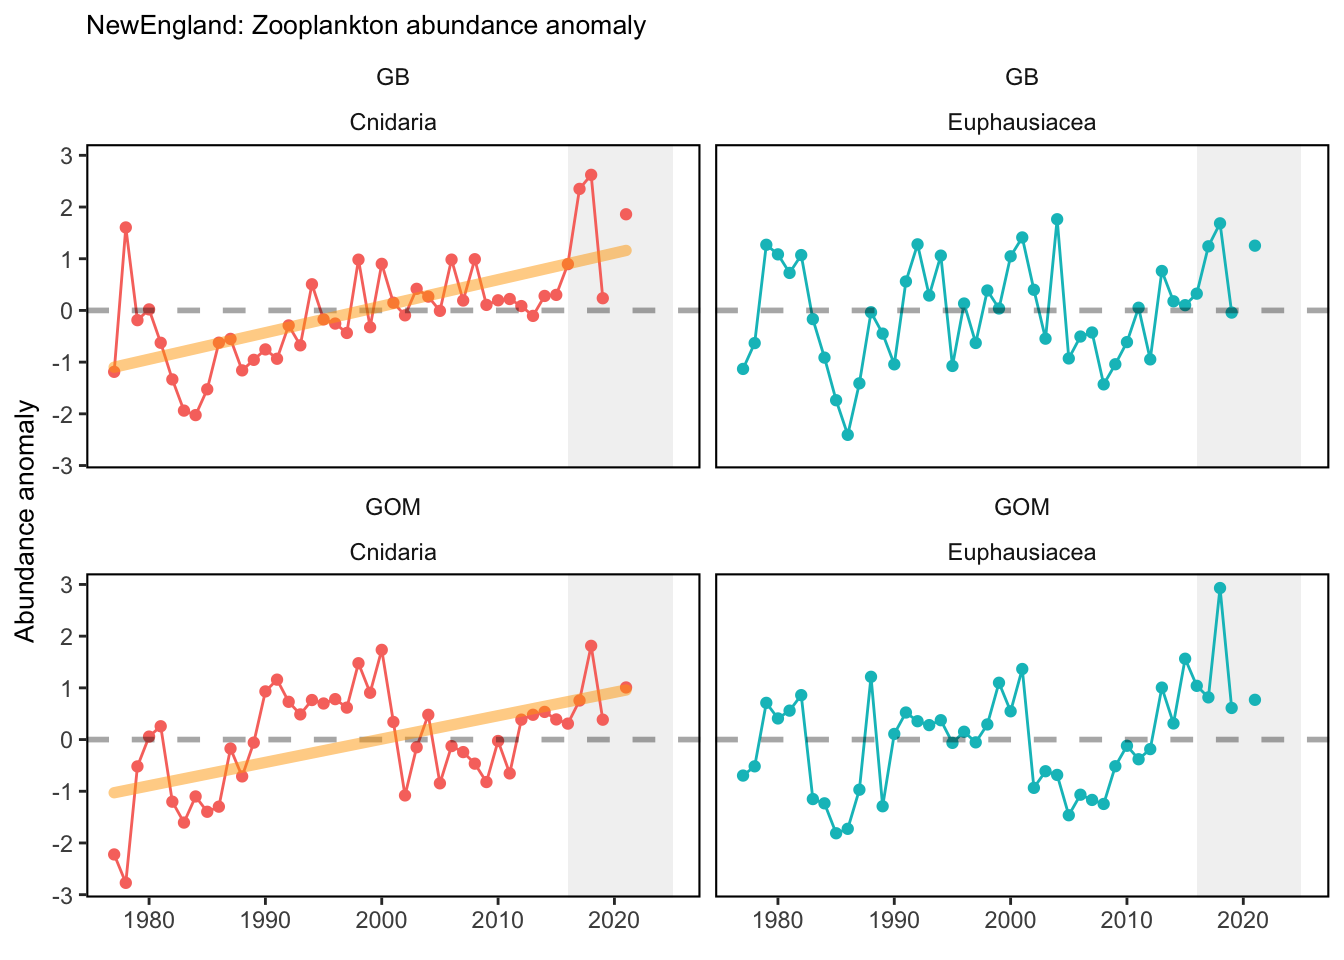 NewEngland: Zooplankton abundance anomaly
GB
GB
Cnidaria
Euphausiacea
3
2
1
0
-1
-2
-3
Abundance anomaly
GOM
GOM
Cnidaria
Euphausiacea
3
2
1
0
-1
-2
-3
1980 1990 2000 2010 2020
1980 1990 2000 2010 2020